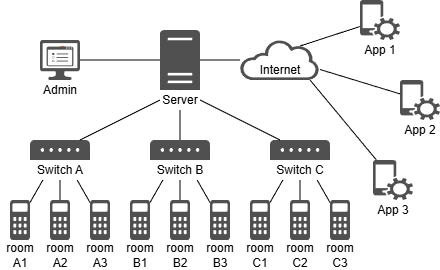 App 1
Internet
Admin
Server
App 2
Switch A
Switch B
Switch C
App 3
room
A1
room
A2
room
A3
room
B1
room
B2
room
B3
room
C1
room
C2
room
C3